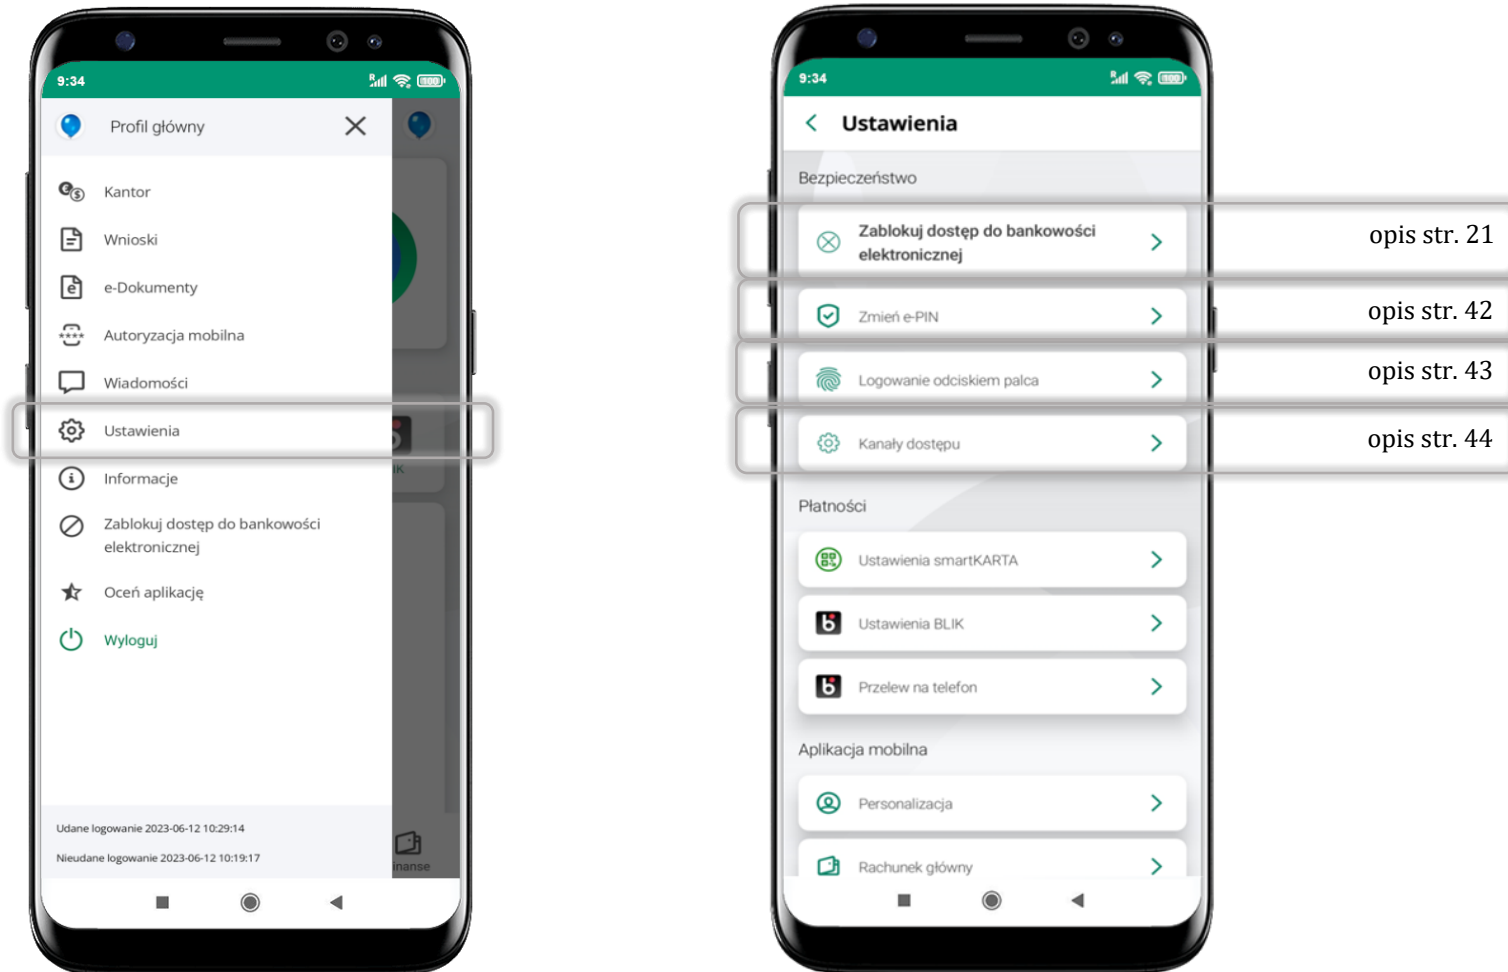 9:34
Profil główny
Kantor
Wnioski
e-Dokumenty
Autoryzacja mobilna
Wiadomości
Ustawienia
IK
Informacje
Zablokuj dostęp do bankowości
elektronicznej
Oceń aplikację
Wyloguj
Udane logowanie 2023-06-12 10:29:14
Nieudane logowanie 2023-06-12 10:19:17
inanse
9:34
Ustawienia
Bezpieczeństwo
Zablokuj dostęp do bankowości
elektronicznej
opis str. 21
Zmień e-PIN
opis str. 42
Logowanie odciskiem palca
opis str. 43
Kanały dostępu
opis str. 44
Płatności
Ustawienia smartKARTA
Ustawienia BLIK
Przelew na telefon
Aplikacja mobilna
Personalizacja
Rachunek główny